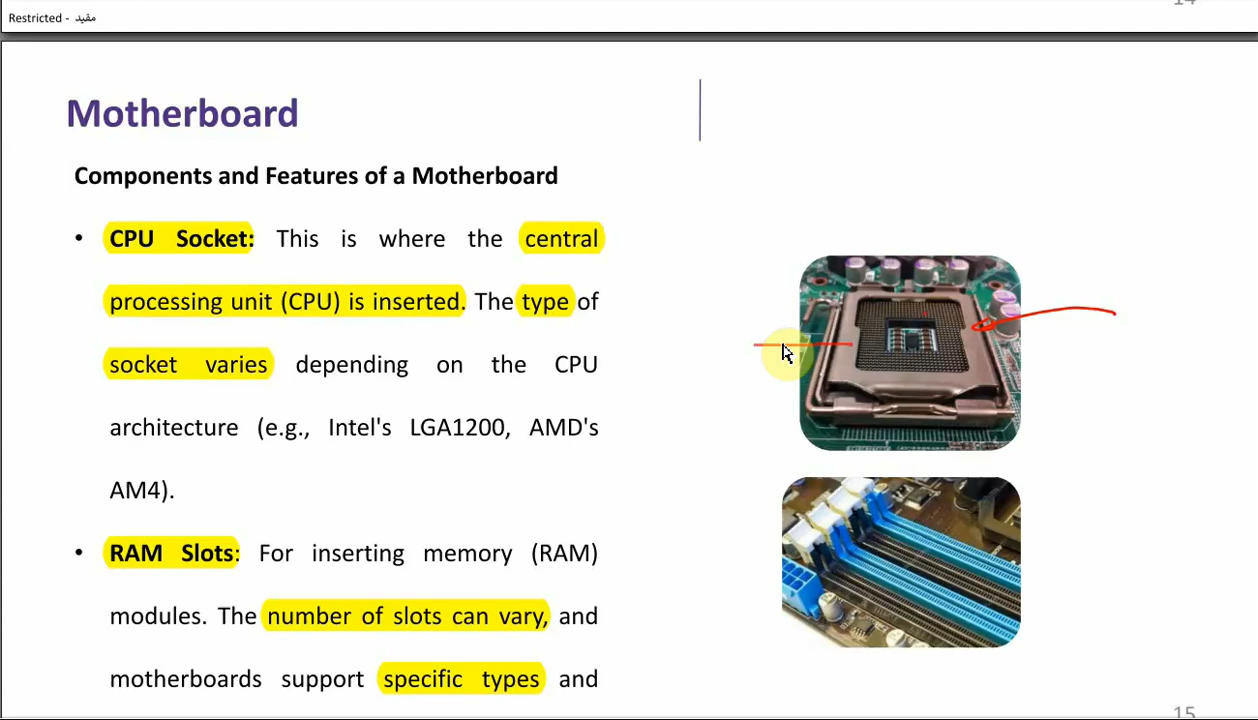 Restricted - مقيد
Motherboard
Components and Features of a Motherboard
• CPU Socket: This is where the central
processing unit (CPU) is inserted. The type of
socket varies depending on the CPU
architecture (e.g., Intel's LGA1200, AMD's
AM4).
• RAM Slots: For inserting memory (RAM)
modules. The number of slots can vary, and
motherboards support specific types and
15